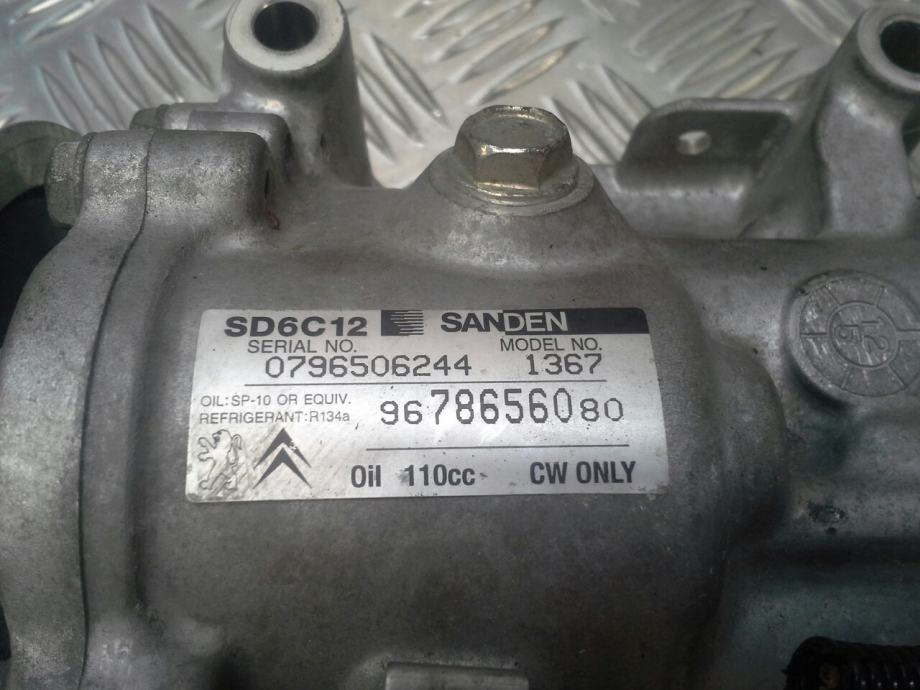 SD6C12 SANDEN
SERIAL NO. MODEL NO.
0796506244 1367
OIL:SP-10 OR EQUIV.
REFRIGERANT:R134a
9678656080
Oil 110cc CW ONLY